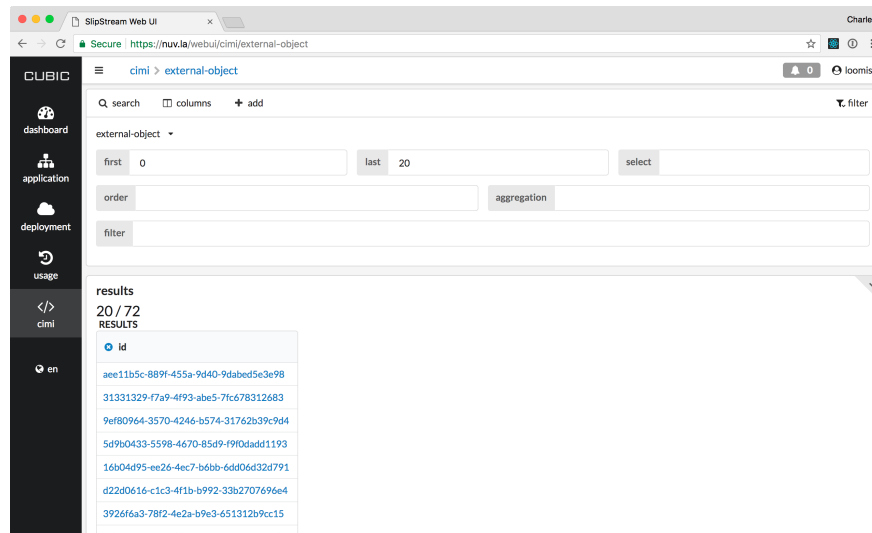 SlipStream Web UI
Charle
Secure https://nuv.la/webui/cimi/external-object
CUBIC
cimi > external-object
0
loomis
search columns + add
filter
dashboard
external-object
first 0 last 20 select
application
order aggregation
deployment
filter
usage
results
20 / 72
RESULTS
</>
cimi
id
en
aee11b5c-889f-455a-9d40-9dabed5e3e98
31331329-f7a9-4f93-abe5-7fc678312683
9ef80964-3570-4246-b574-31762b39c9d4
5d9b0433-5598-4670-85d9-f9f0dadd1193
16b04d95-ee26-4ec7-b6bb-6dd06d32d791
d22d0616-c1c3-4f1b-b992-33b2707696e4
3926f6a3-78f2-4e2a-b9e3-651312b9cc15